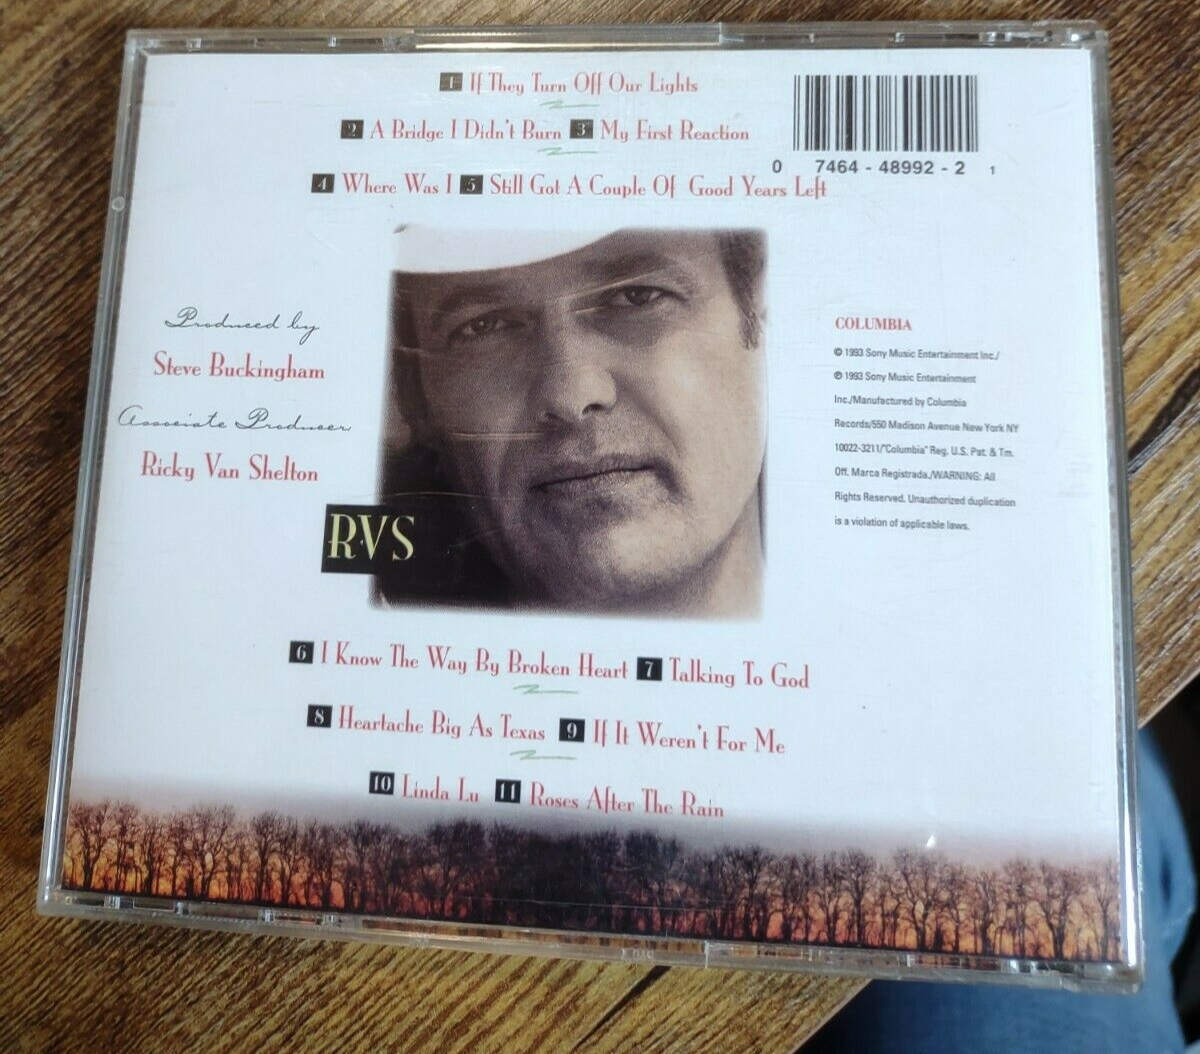 1 If They Turn Off Our Lights
2 A Bridge I Didn't Burn 3 My First Reaction
4 Where Was I 5 Still Got A Couple Of Good Years Left
0 7464 - 48992 - 2 1
Produced by
Steve Buckingham
Associate Producer
Ricky Van Shelton
RVS
COLUMBIA
© 1993 Sony Music Entertainment Inc./
℗ 1993 Sony Music Entertainment
Inc./Manufactured by Columbia
Records/550 Madison Avenue New York NY
10022-3211/"Columbia" Reg. U.S. Pat. & Tm.
Off. Marca Registrada./WARNING: All
Rights Reserved. Unauthorized duplication
is a violation of applicable laws.
6 I Know The Way By Broken Heart 7 Talking To God
8 Heartache Big As Texas 9 If It Weren't For Me
10 Linda Lu 11 Roses After The Rain